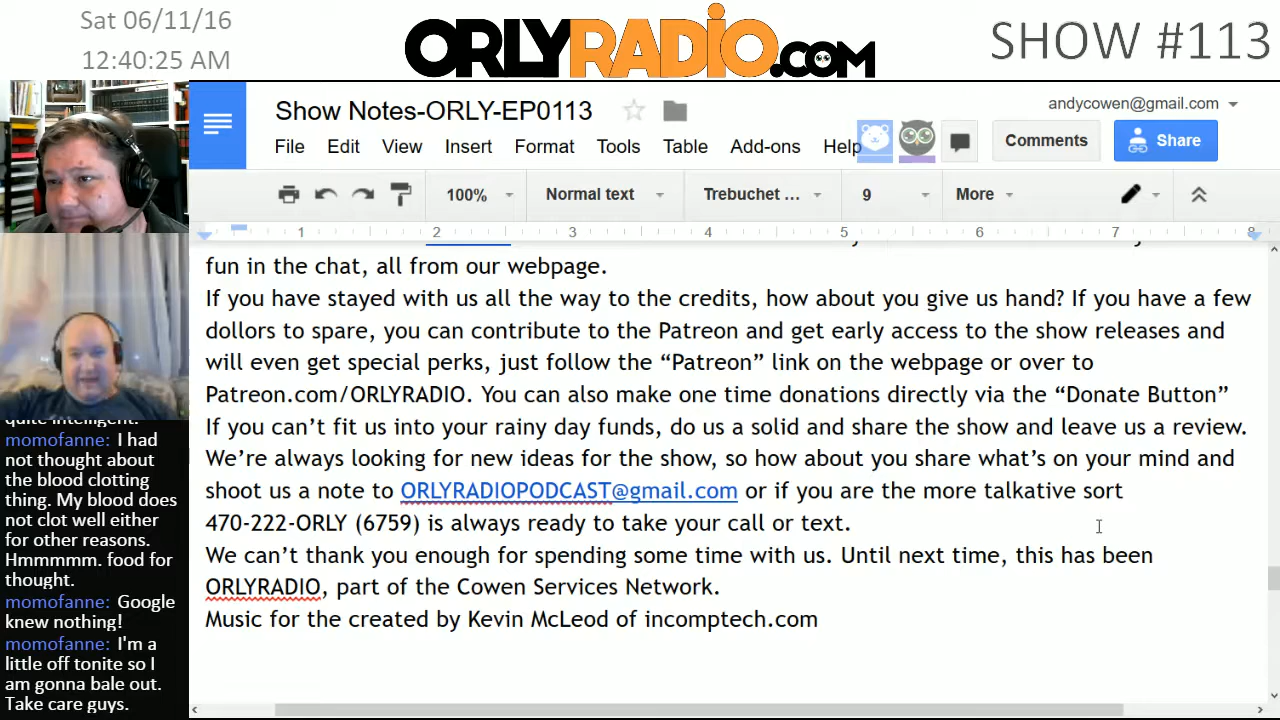 Sat 06/11/16
12:40:25 AM
ORLYRADIO.COM
SHOW #113
Show Notes-ORLY-EP0113
andycowen@gmail.com
File Edit View Insert Format Tools Table Add-ons Help
Comments
Share
100% Normal text Trebuchet ... 9 More
1 2 3 4 5 6 7 8
fun in the chat, all from our webpage.
If you have stayed with us all the way to the credits, how about you give us hand? If you have a few
dollors to spare, you can contribute to the Patreon and get early access to the show releases and
will even get special perks, just follow the “Patreon” link on the webpage or over to
Patreon.com/ORLYRADIO. You can also make one time donations directly via the “Donate Button”
If you can’t fit us into your rainy day funds, do us a solid and share the show and leave us a review.
We’re always looking for new ideas for the show, so how about you share what’s on your mind and
shoot us a note to ORLYRADIOPODCAST@gmail.com or if you are the more talkative sort
470-222-ORLY (6759) is always ready to take your call or text.
We can’t thank you enough for spending some time with us. Until next time, this has been
ORLYRADIO, part of the Cowen Services Network.
Music for the created by Kevin McLeod of incomptech.com
quite intelligent.
momofanne: I had
not thought about
the blood clotting
thing. My blood does
not clot well either
for other reasons.
Hmmmmm. food for
thought.
momofanne: Google
knew nothing!
momofanne: I'm a
little off tonite so I
am gonna bale out.
Take care guys.